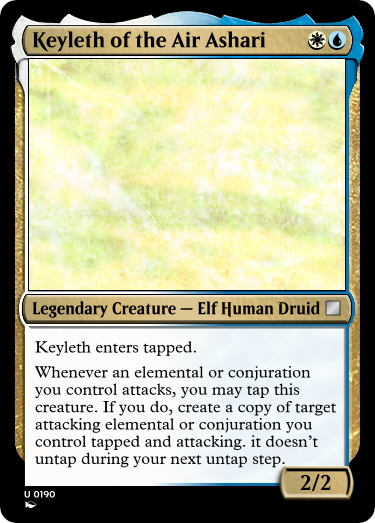 Keyleth of the Air Ashari
Legendary Creature — Elf Human Druid
Keyleth enters tapped.
Whenever an elemental or conjuration
you control attacks, you may tap this
creature. If you do, create a copy of target
attacking elemental or conjuration you
control tapped and attacking. it doesn't
untap during your next untap step.
2/2
U 0190